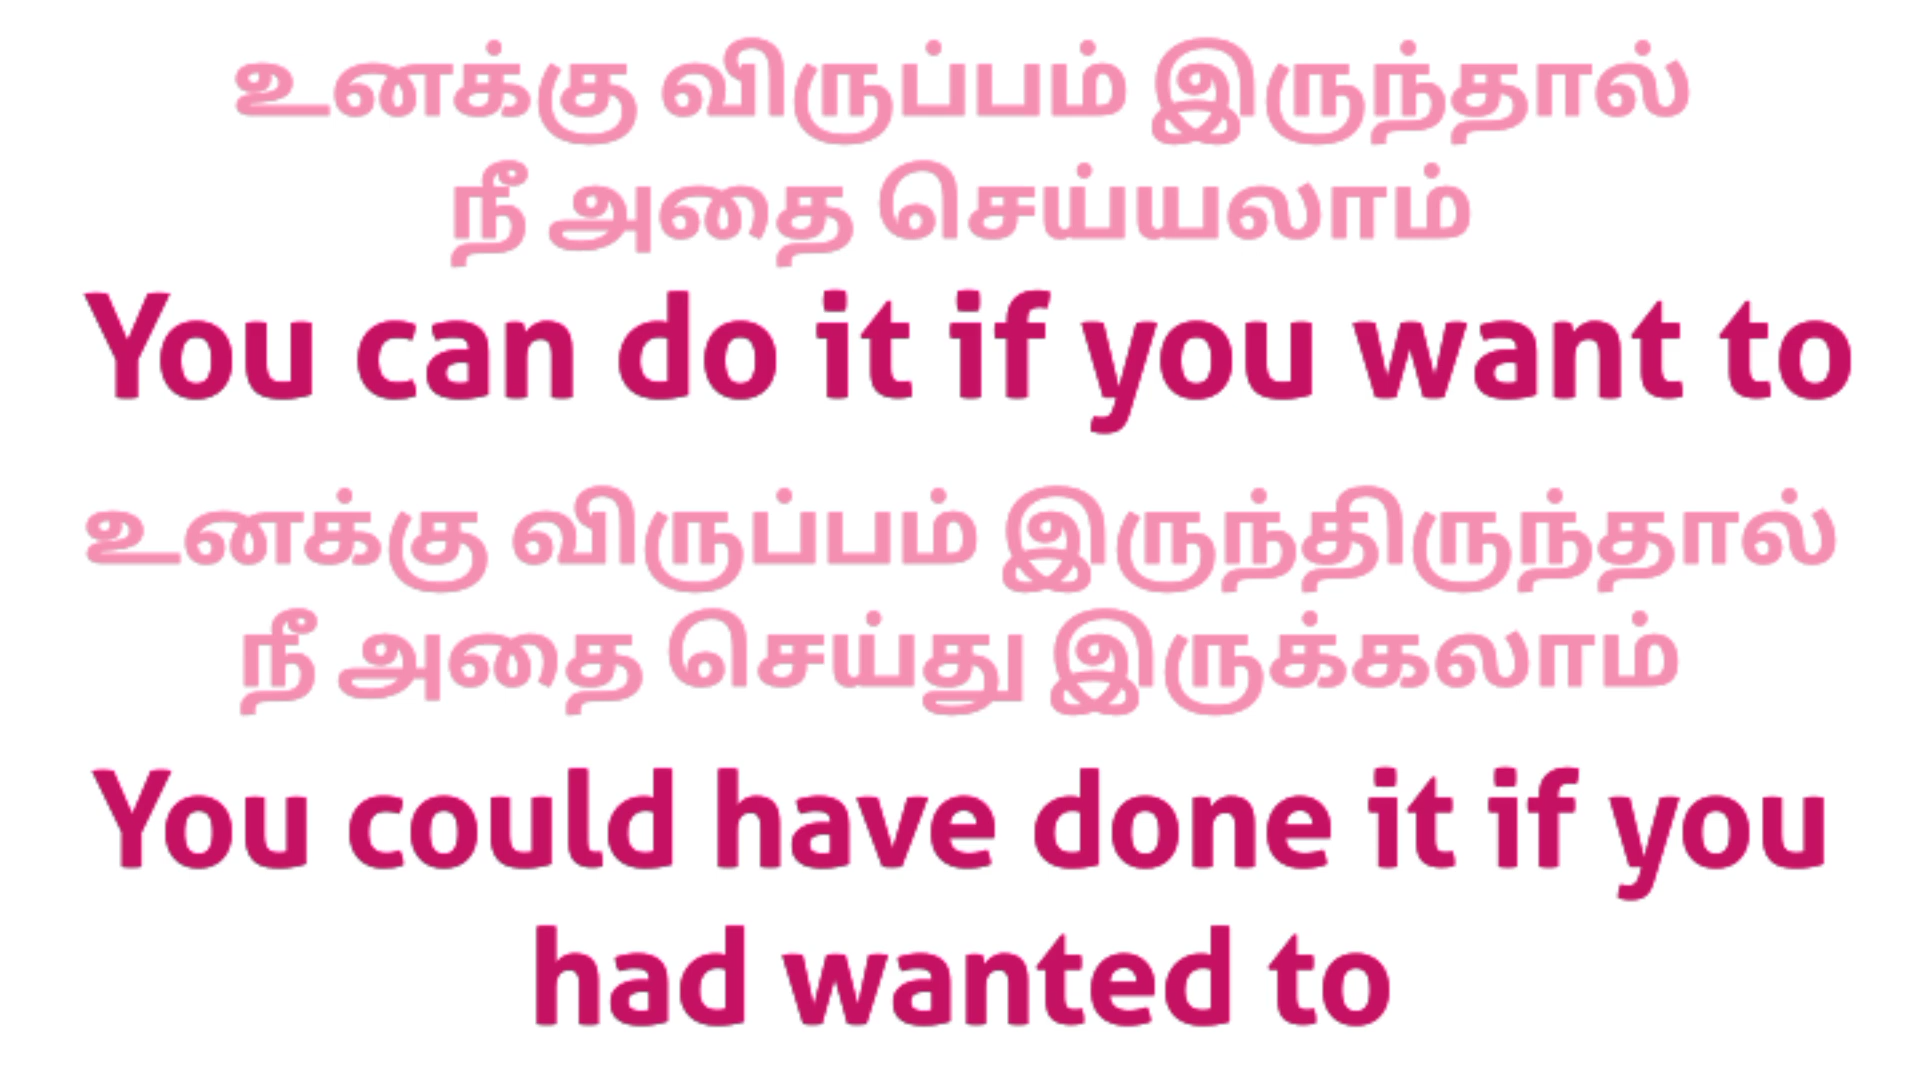 உனக்கு விருப்பம் இருந்தால்
நீ அதை செய்யலாம்
You can do it if you want to
உனக்கு விருப்பம் இருந்திருந்தால்
நீ அதை செய்து இருக்கலாம்
You could have done it if you
had wanted to